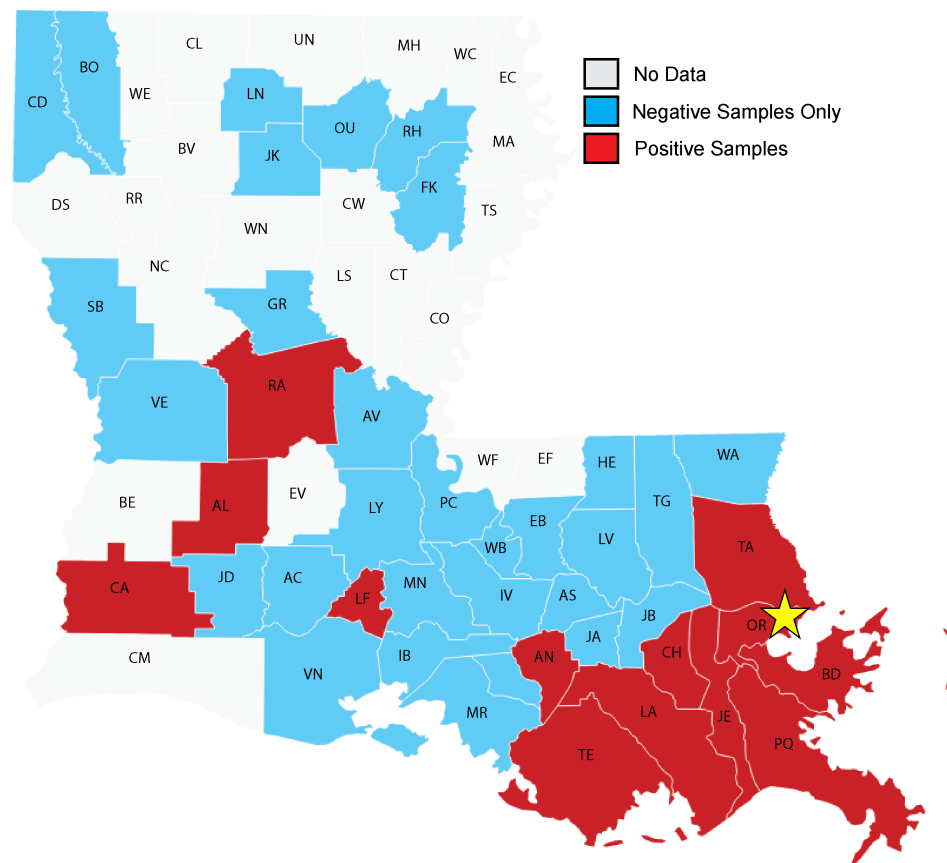 CL
UN
MH
WC
BO
EC
CD
WE
LN
No Data
Negative Samples Only
Positive Samples
OU
RH
MA
BV
JK
FK
RR
DS
CW
TS
WN
NC
LS
CT
GR
SB
CO
RA
VE
AV
WF
EF
HE
WA
BE
AL
EV
LY
PC
TG
EB
LV
WB
TA
CA
JD
AC
LF
MN
IV
AS
JB
OR
JA
CM
IB
AN
CH
VN
BD
MR
LA
JE
TE
PQ